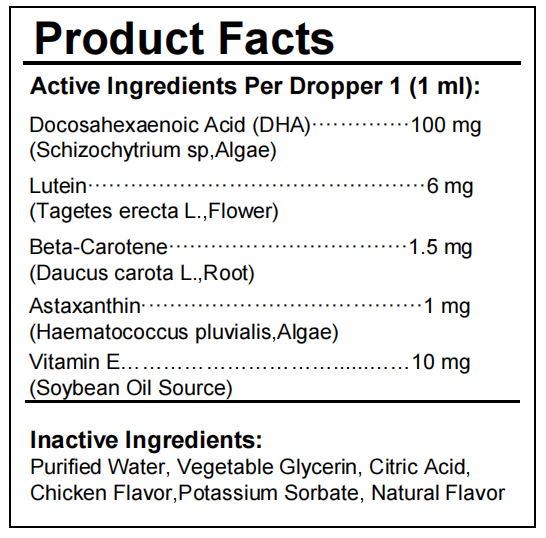 Product Facts
Active Ingredients Per Dropper 1 (1 ml):
Docosahexaenoic Acid (DHA)··············100 mg
(Schizochytrium sp,Algae)
Lutein················································6 mg
(Tagetes erecta L.,Flower)
Beta-Carotene··································1.5 mg
(Daucus carota L.,Root)
Astaxanthin········································1 mg
(Haematococcus pluvialis,Algae)
Vitamin E…………………………......……10 mg
(Soybean Oil Source)
Inactive Ingredients:
Purified Water, Vegetable Glycerin, Citric Acid,
Chicken Flavor,Potassium Sorbate, Natural Flavor